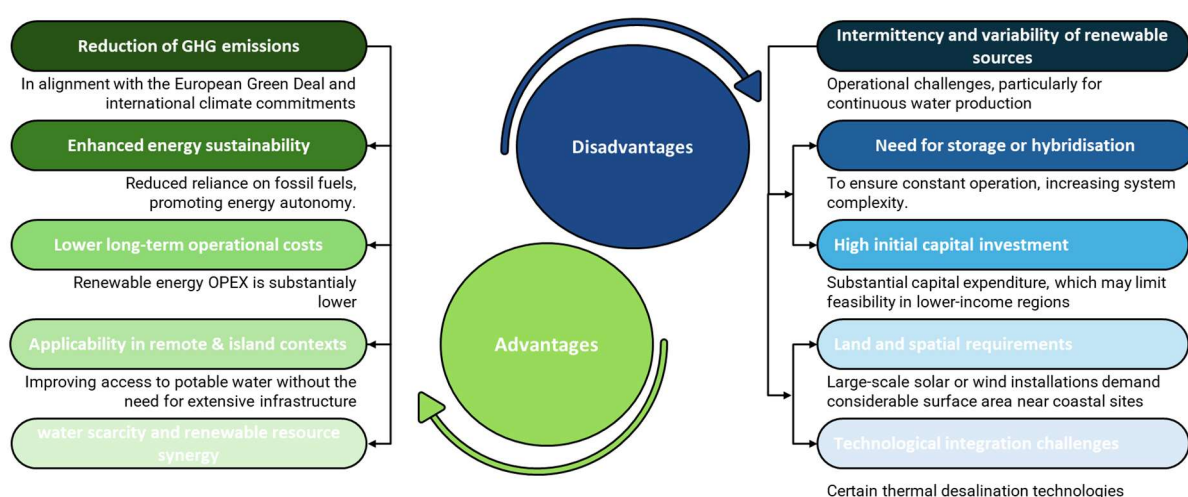 Reduction of GHG emissions
In alignment with the European Green Deal and
international climate commitments
Enhanced energy sustainability
Reduced reliance on fossil fuels,
promoting energy autonomy.
Lower long-term operational costs
Renewable energy OPEX is substantialy
lower
Applicability in remote & island contexts
Improving access to potable water without the
need for extensive infrastructure
water scarcity and renewable resource
synergy
Disadvantages
Advantages
Intermittency and variability of renewable
sources
Operational challenges, particularly for
continuous water production
Need for storage or hybridisation
To ensure constant operation, increasing system
complexity.
High initial capital investment
Substantial capital expenditure, which may limit
feasibility in lower-income regions
Land and spatial requirements
Large-scale solar or wind installations demand
considerable surface area near coastal sites
Technological integration challenges
Certain thermal desalination technologies